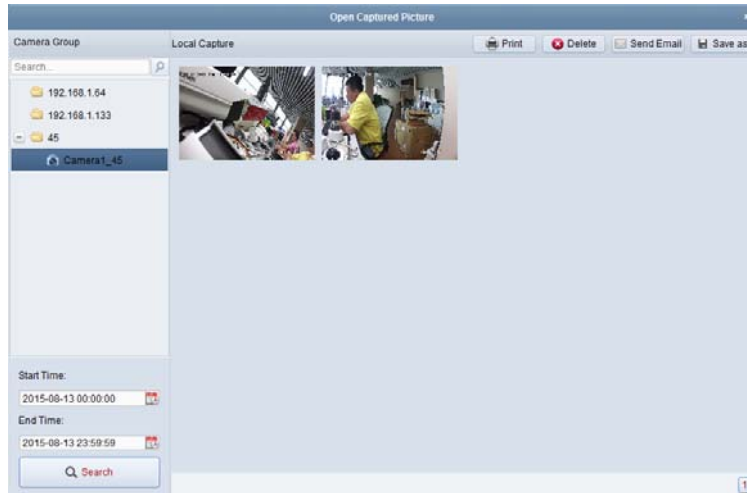 Open Captured Picture
Camera Group
Local Capture
Print
Delete
Send Email
Save as
Search...
192.168.1.64
192.168.1.133
45
Camera1_45
Start Time:
2015-08-13 00:00:00
End Time:
2015-08-13 23:59:59
Search
1